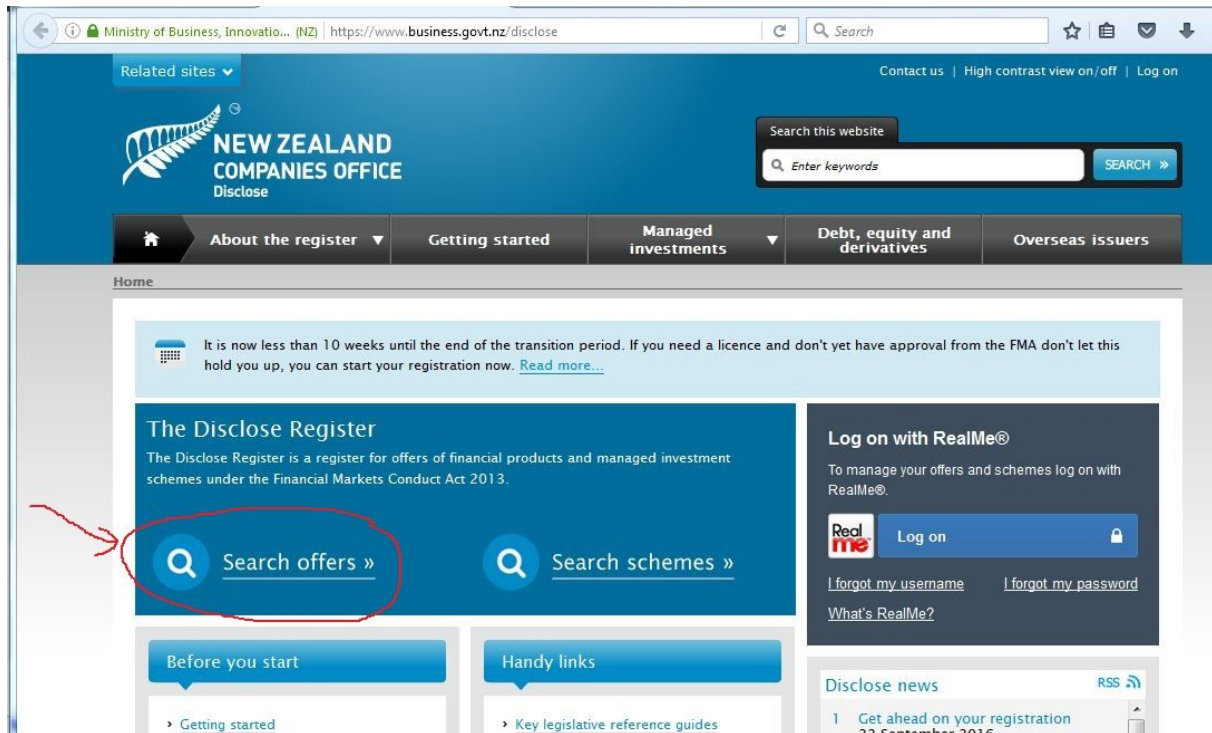 Ministry of Business, Innovatio... (NZ) https://www.business.govt.nz/disclose
Search
Related sites
Contact us | High contrast view on/off | Log on
NEW ZEALAND
COMPANIES OFFICE
Disclose
Search this website
Enter keywords
SEARCH »
About the register
Getting started
Managed
investments
Debt, equity and
derivatives
Overseas issuers
Home
It is now less than 10 weeks until the end of the transition period. If you need a licence and don't yet have approval from the FMA don't let this
hold you up, you can start your registration now. Read more...
The Disclose Register
The Disclose Register is a register for offers of financial products and managed investment
schemes under the Financial Markets Conduct Act 2013.
Search offers »
Search schemes »
Log on with RealMe®
To manage your offers and schemes log on with
RealMe®.
Real
me
Log on
I forgot my username
I forgot my password
What's RealMe?
Before you start
Getting started
Handy links
Key legislative reference guides
Disclose news
RSS
1 Get ahead on your registration
22 September 2016